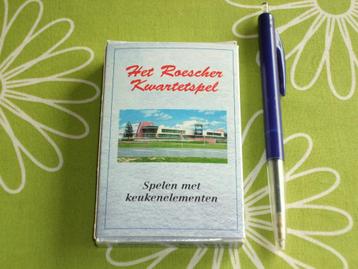 Het Roescher
Kwartetspel
Spelen met
keukenelementen